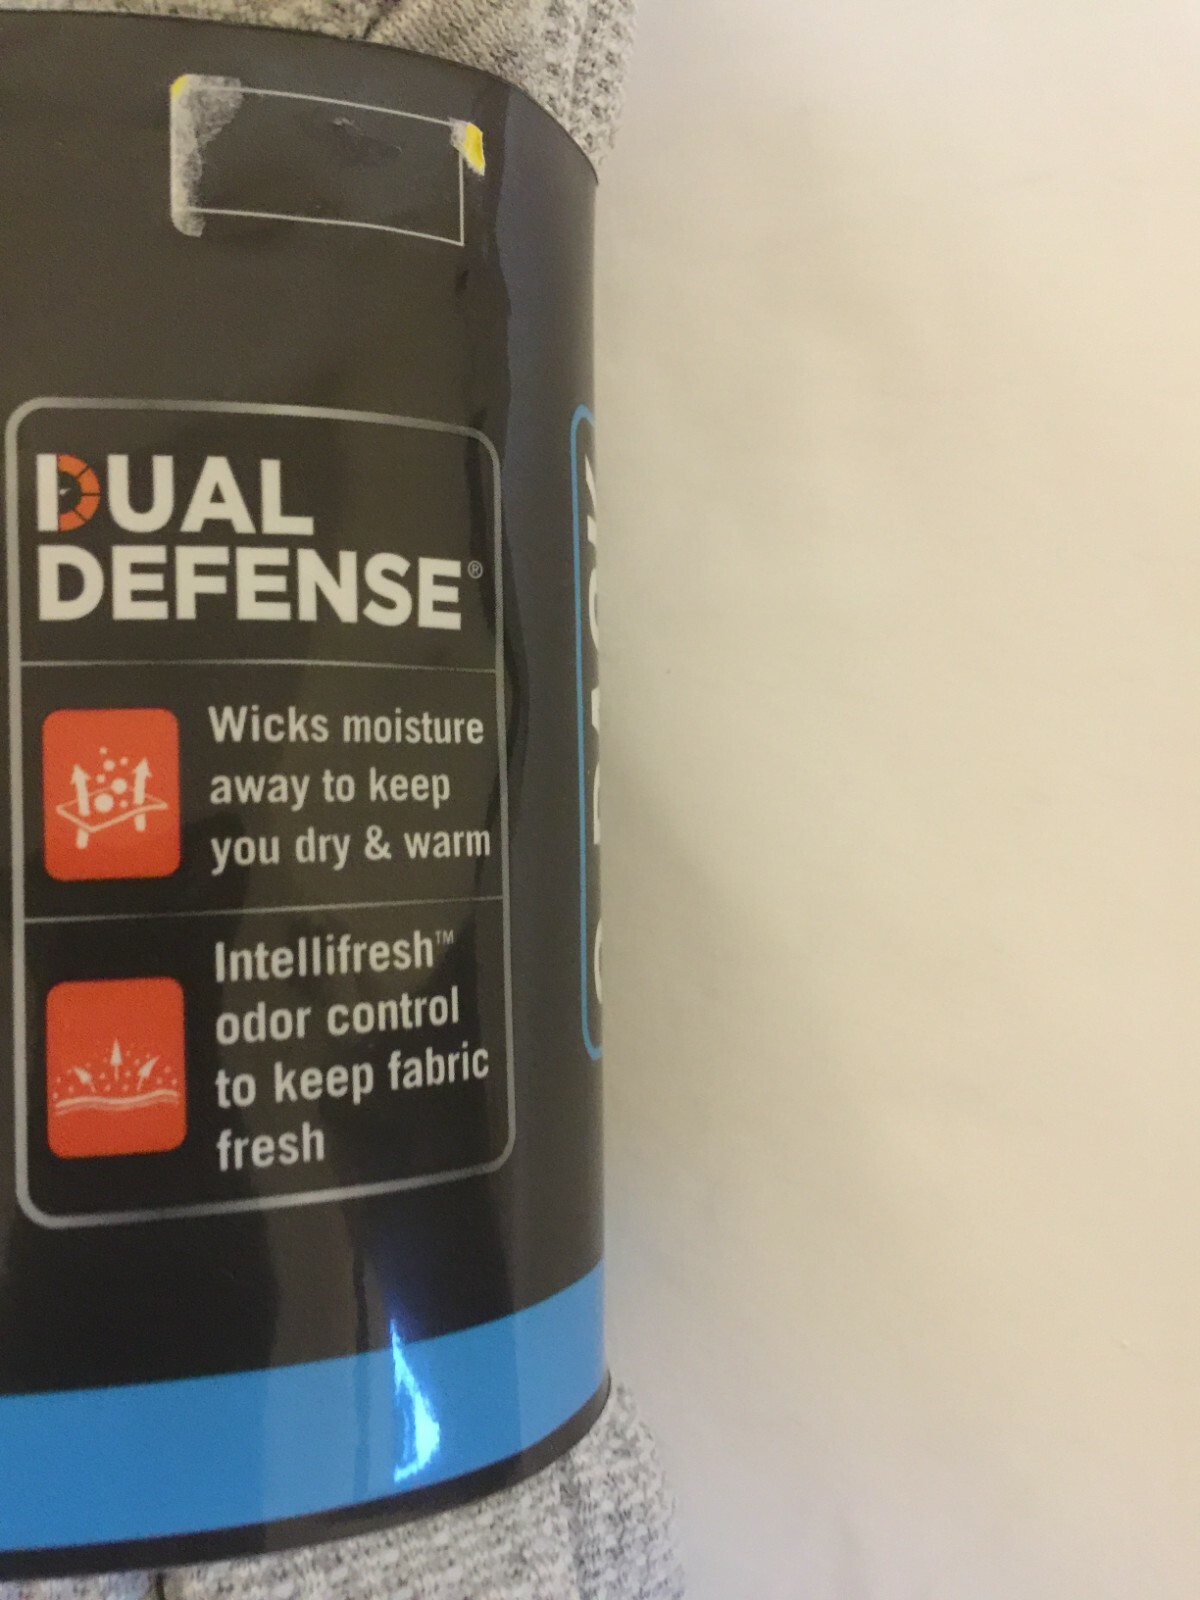 DUAL
DEFENSE®
Wicks moisture
away to keep
you dry & warm
Intellifresh™
odor control
to keep fabric
fresh